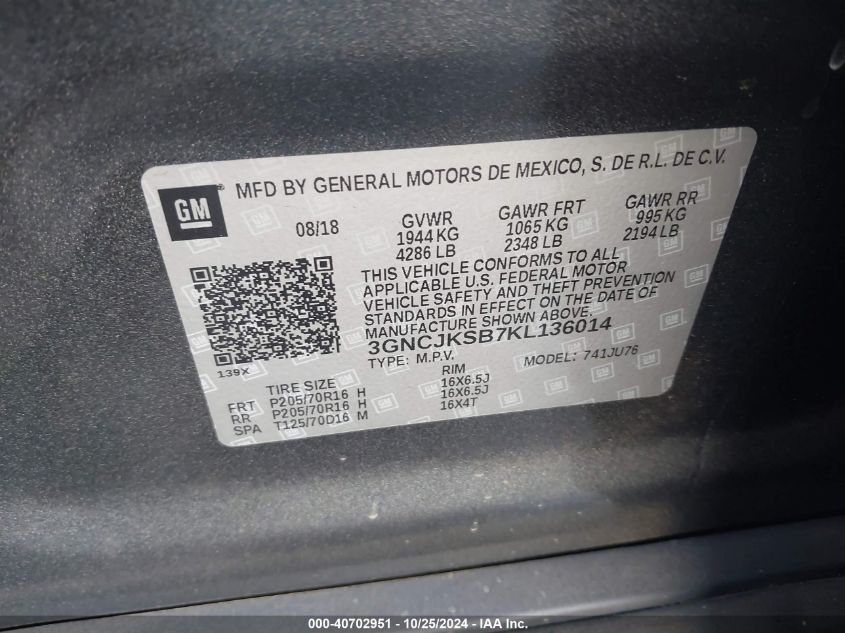 GM ® MFD BY GENERAL MOTORS DE MEXICO, S. DE R.L. DE C.V.
08/18 GVWR GAWR FRT GAWR RR
1944 KG 1065 KG 995 KG
4286 LB 2348 LB 2194 LB
THIS VEHICLE CONFORMS TO ALL
APPLICABLE U.S. FEDERAL MOTOR
VEHICLE SAFETY AND THEFT PREVENTION
STANDARDS IN EFFECT ON THE DATE OF
MANUFACTURE SHOWN ABOVE.
3GNCJKSB7KL136014
139X TYPE: M.P.V. MODEL: 741JU76
TIRE SIZE RIM
FRT P205/70R16 H 16X6.5J
RR P205/70R16 H 16X6.5J
SPA T125/70D16 M 16X4T
000-40702951 - 10/25/2024 - IAA, Inc.